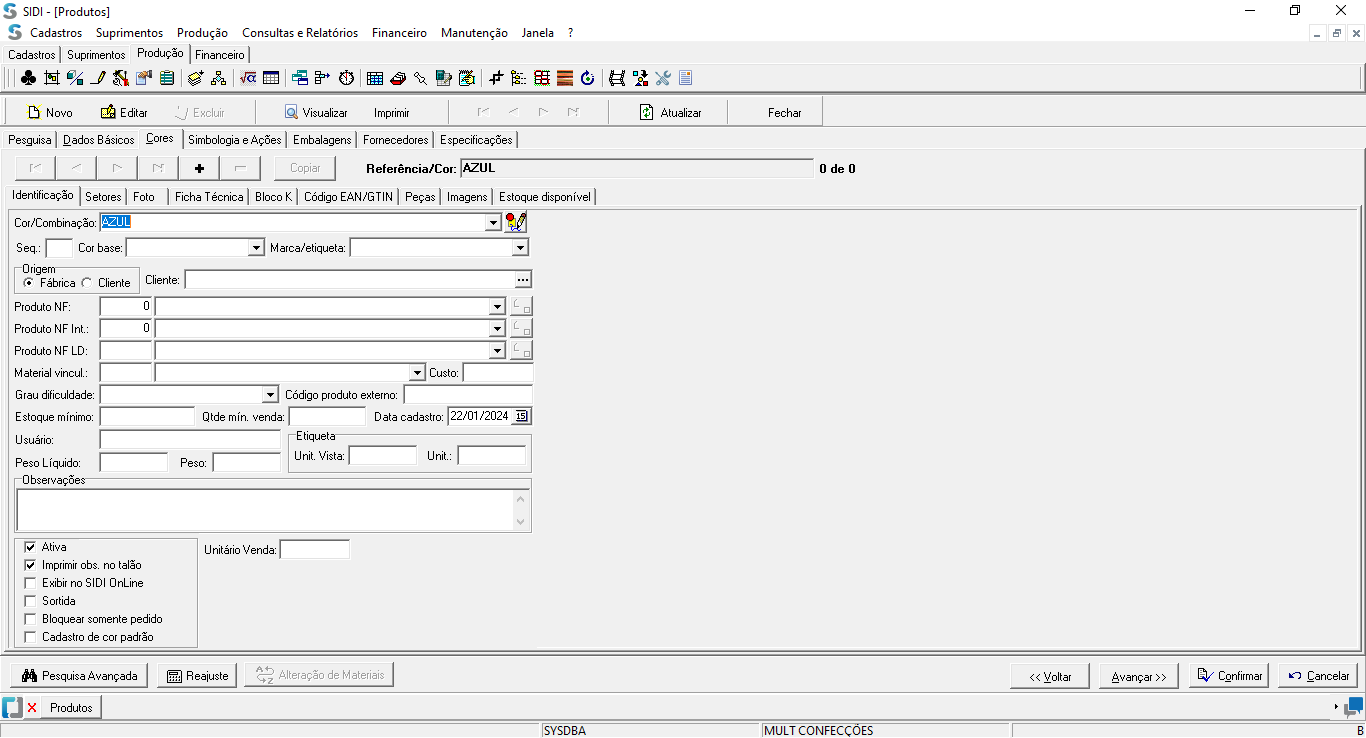 SIDI - [Produtos]
Cadastros Suprimentos Produção Consultas e Relatórios Financeiro Manutenção Janela ?
Cadastros Suprimentos Produção Financeiro
Novo Editar Excluir Visualizar Imprimir Atualizar Fechar
Pesquisa Dados Básicos Cores Simbologia e Ações Embalagens Fornecedores Especificações
Copiar Referência/Cor: AZUL 0 de 0
Identificação Setores Foto Ficha Técnica Bloco K Código EAN/GTIN Peças Imagens Estoque disponível
Cor/Combinação: AZUL
Seq.: Cor base: Marca/etiqueta:
Origem
Fábrica Cliente Cliente: ...
Produto NF: 0
Produto NF Int.: 0
Produto NF LD:
Material vincul.: Custo:
Grau dificuldade: Código produto externo:
Estoque mínimo: Qtde mín. venda: Data cadastro: 22/01/2024 15
Usuário:
Etiqueta
Unit. Vista: Unit.:
Peso Líquido: Peso:
Observações
Ativa
Unitário Venda:
Imprimir obs. no talão
Exibir no SIDI OnLine
Sortida
Bloquear somente pedido
Cadastro de cor padrão
Pesquisa Avançada Reajuste Alteração de Materiais << Voltar Avançar >> Confirmar Cancelar
Produtos
SYSDBA MULT CONFECÇÕES B